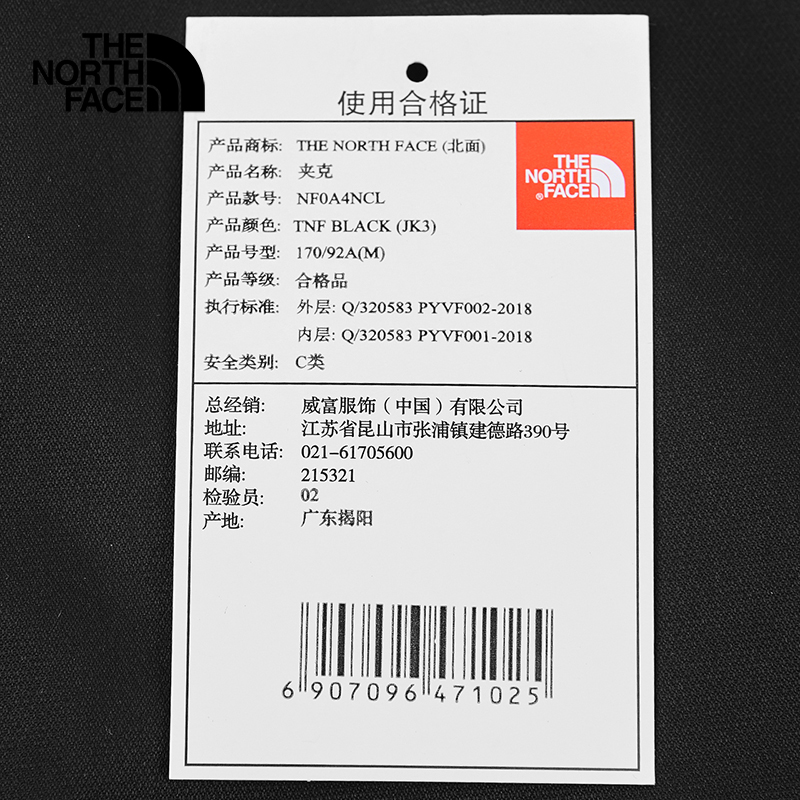 THE
NORTH
FACE
使用合格证
产品商标: THE NORTH FACE (北面)
产品名称: 夹克
产品款号: NF0A4NCL
产品颜色: TNF BLACK (JK3)
产品号型: 170/92A(M)
产品等级: 合格品
执行标准: 外层: Q/320583 PYVF002-2018
内层: Q/320583 PYVF001-2018
安全类别: C类
THE
NORTH
®FACE
总经销: 威富服饰（中国）有限公司
地址: 江苏省昆山市张浦镇建德路390号
联系电话: 021-61705600
邮编: 215321
检验员: 02
产地: 广东揭阳
6 907096 471025